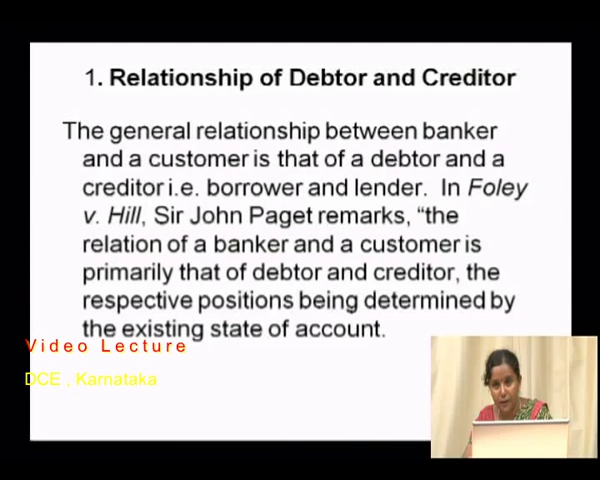 1. Relationship of Debtor and Creditor
The general relationship between banker
and a customer is that of a debtor and a
creditor i.e. borrower and lender. In Foley
v. Hill, Sir John Paget remarks, “the
relation of a banker and a customer is
primarily that of debtor and creditor, the
respective positions being determined by
the existing state of account.
Video Lecture
DCE , Karnataka